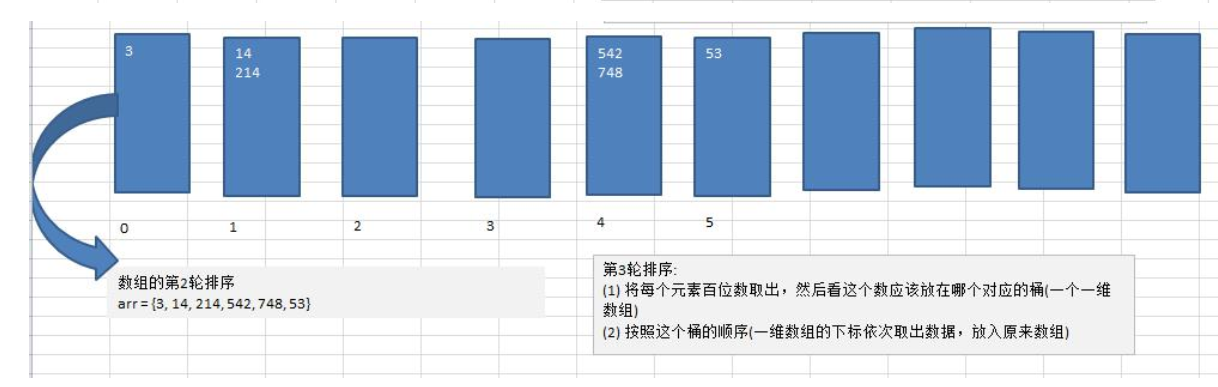 3
14
214
542
748
53
0
1
2
3
4
5
数组的第2轮排序
arr = {3, 14, 214, 542, 748, 53}
第3轮排序:
(1) 将每个元素百位数取出，然后看这个数应该放在哪个对应的桶(一个一维
数组)
(2) 按照这个桶的顺序(一维数组的下标依次取出数据，放入原来数组)